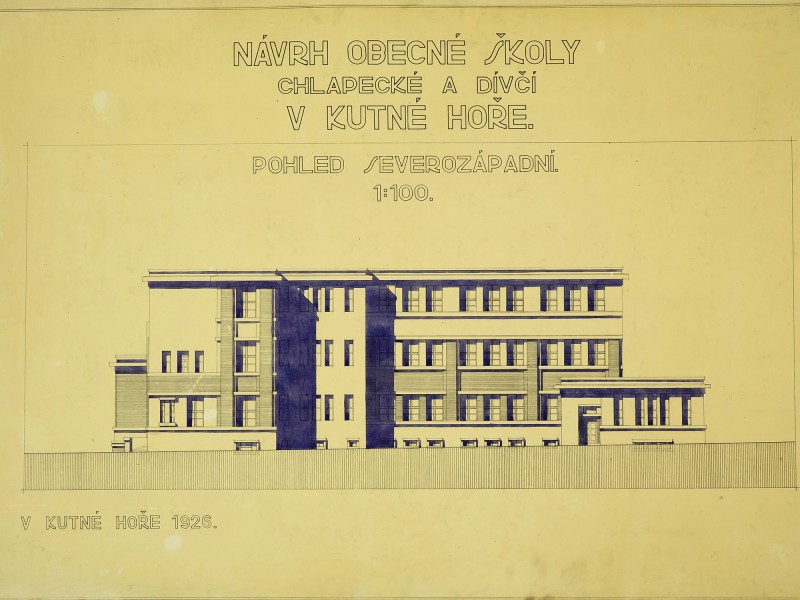 NÁVRH OBECNÉ ŠKOLY
CHLAPECKÉ A DÍVČÍ
V KUTNÉ HOŘE.
POHLED SEVEROZÁPADNÍ.
1:100.
V KUTNÉ HOŘE 1926.